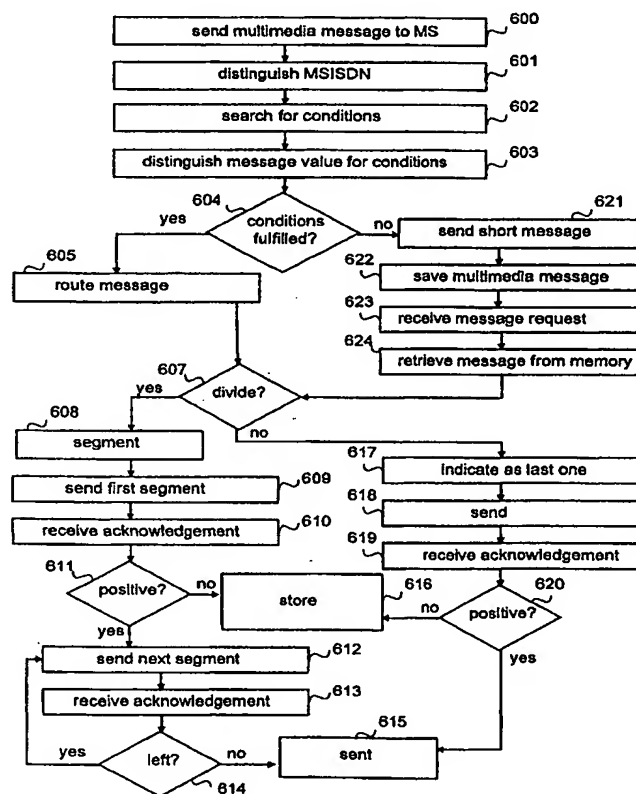 send multimedia message to MS
600
distinguish MSISDN
601
search for conditions
602
distinguish message value for conditions
603
yes
604
conditions fulfilled?
no
621
send short message
605
route message
622
save multimedia message
623
receive message request
624
retrieve message from memory
607
divide?
yes
608
segment
no
617
indicate as last one
609
send first segment
618
send
610
receive acknowledgement
619
receive acknowledgement
611
positive?
no
616
store
620
positive?
no
yes
yes
612
send next segment
613
receive acknowledgement
615
sent
yes
left?
no
614